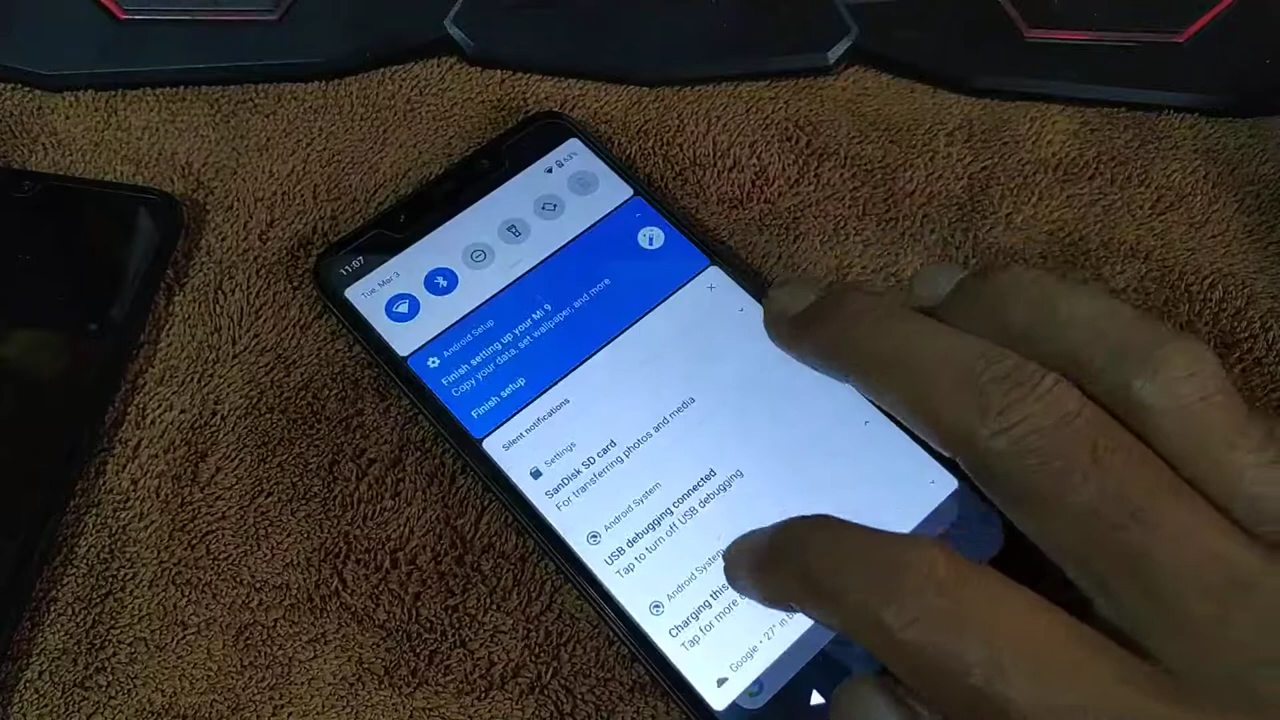 11:07
63%
Tue, Mar 3
Android Setup
Finish setting up your Mi 9
Copy your data, set wallpaper, and more
Finish setup
Silent notifications
Settings
SanDisk SD card
For transferring photos and media
Android System
USB debugging connected
Tap to turn off USB debugging
Android System
Charging this
Tap for more
Google • 27° in